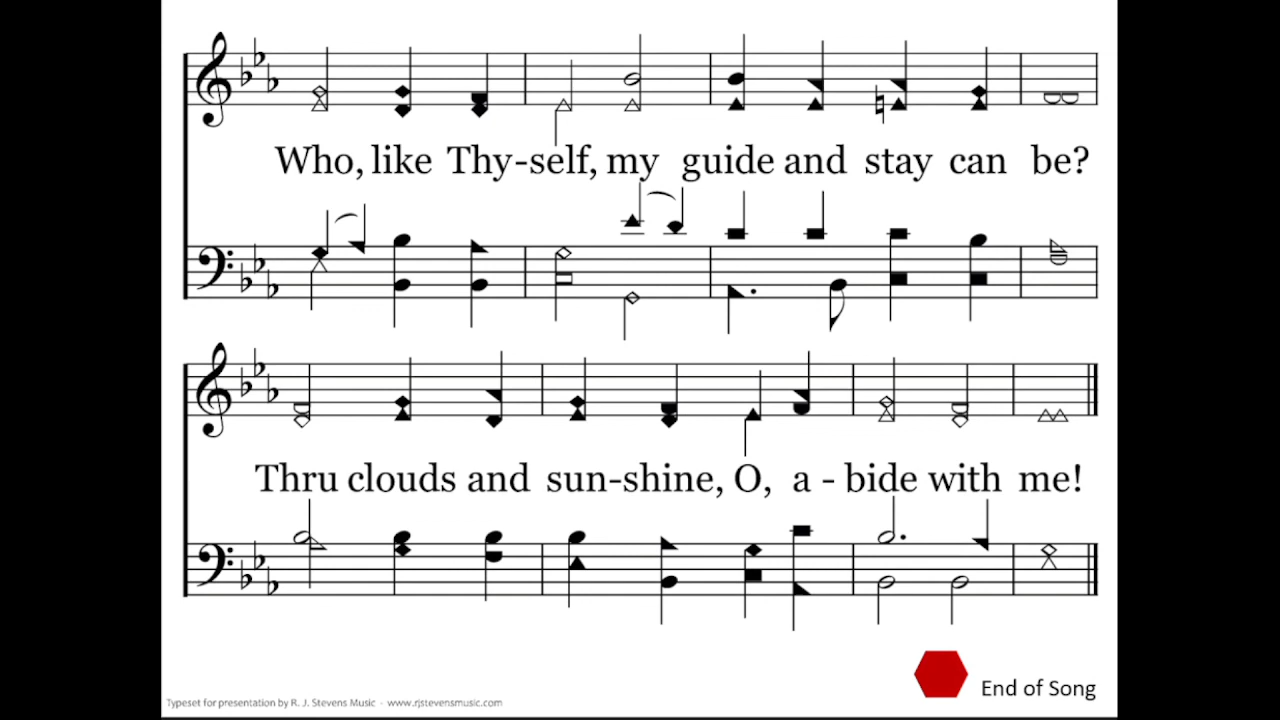 Who, like Thy-self, my guide and stay can be?
Thru clouds and sun-shine, O, a - bide with me!
End of Song
Typeset for presentation by R. J. Stevens Music - www.rjstevensmusic.com